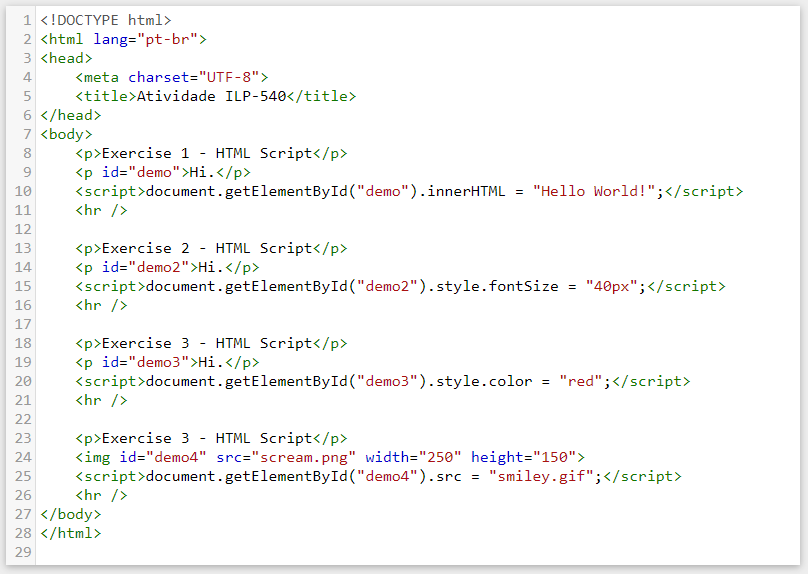 1 <!DOCTYPE html>
2 <html lang="pt-br">
3 <head>
4     <meta charset="UTF-8">
5     <title>Atividade ILP-540</title>
6 </head>
7 <body>
8     <p>Exercise 1 - HTML Script</p>
9     <p id="demo">Hi.</p>
10     <script>document.getElementById("demo").innerHTML = "Hello World!";</script>
11     <hr />
12
13     <p>Exercise 2 - HTML Script</p>
14     <p id="demo2">Hi.</p>
15     <script>document.getElementById("demo2").style.fontSize = "40px";</script>
16     <hr />
17
18     <p>Exercise 3 - HTML Script</p>
19     <p id="demo3">Hi.</p>
20     <script>document.getElementById("demo3").style.color = "red";</script>
21     <hr />
22
23     <p>Exercise 3 - HTML Script</p>
24     <img id="demo4" src="scream.png" width="250" height="150">
25     <script>document.getElementById("demo4").src = "smiley.gif";</script>
26     <hr />
27 </body>
28 </html>
29